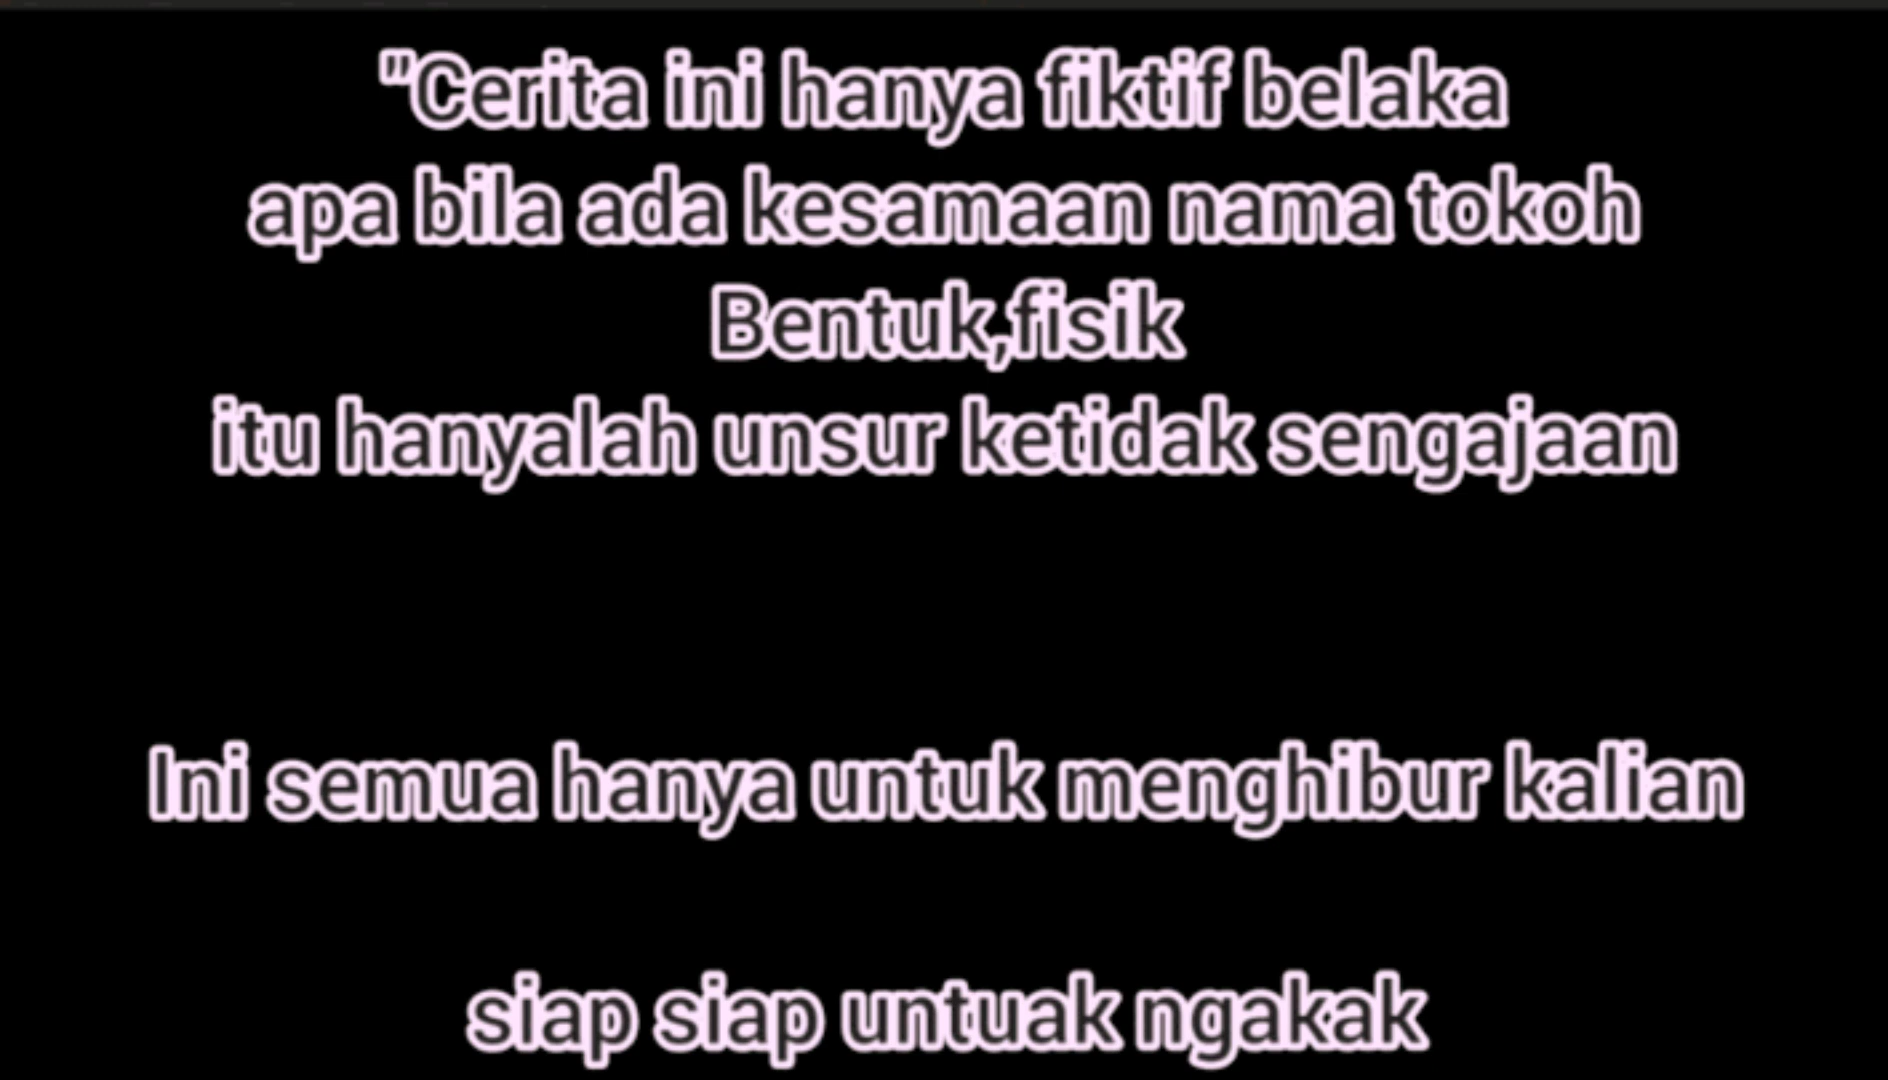 "Cerita ini hanya fiktif belaka
apa bila ada kesamaan nama tokoh
Bentuk,fisik
itu hanyalah unsur ketidak sengajaan
Ini semua hanya untuk menghibur kalian
siap siap untuak ngakak